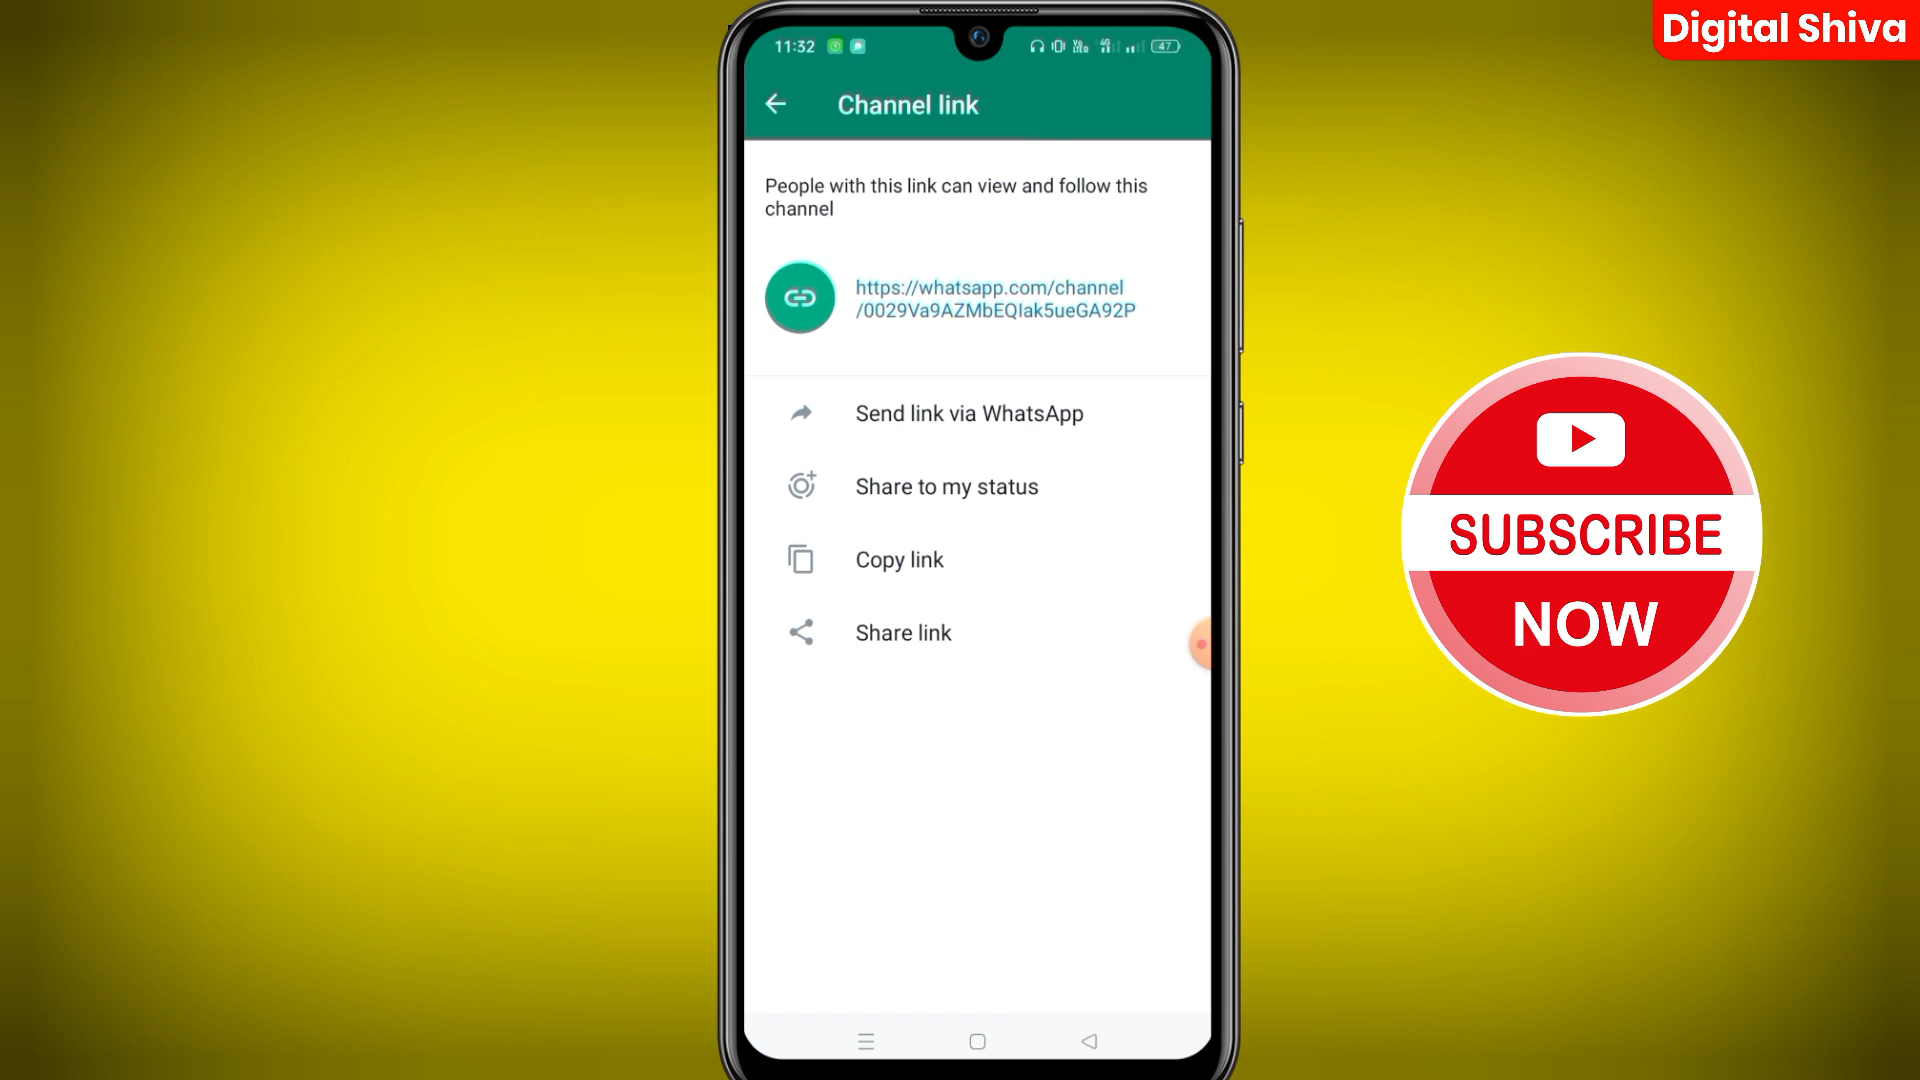 Digital Shiva
11:32
47
Channel link
People with this link can view and follow this
channel
https://whatsapp.com/channel
/0029Va9AZMbEQIak5ueGA92P
Send link via WhatsApp
Share to my status
Copy link
Share link
SUBSCRIBE
NOW